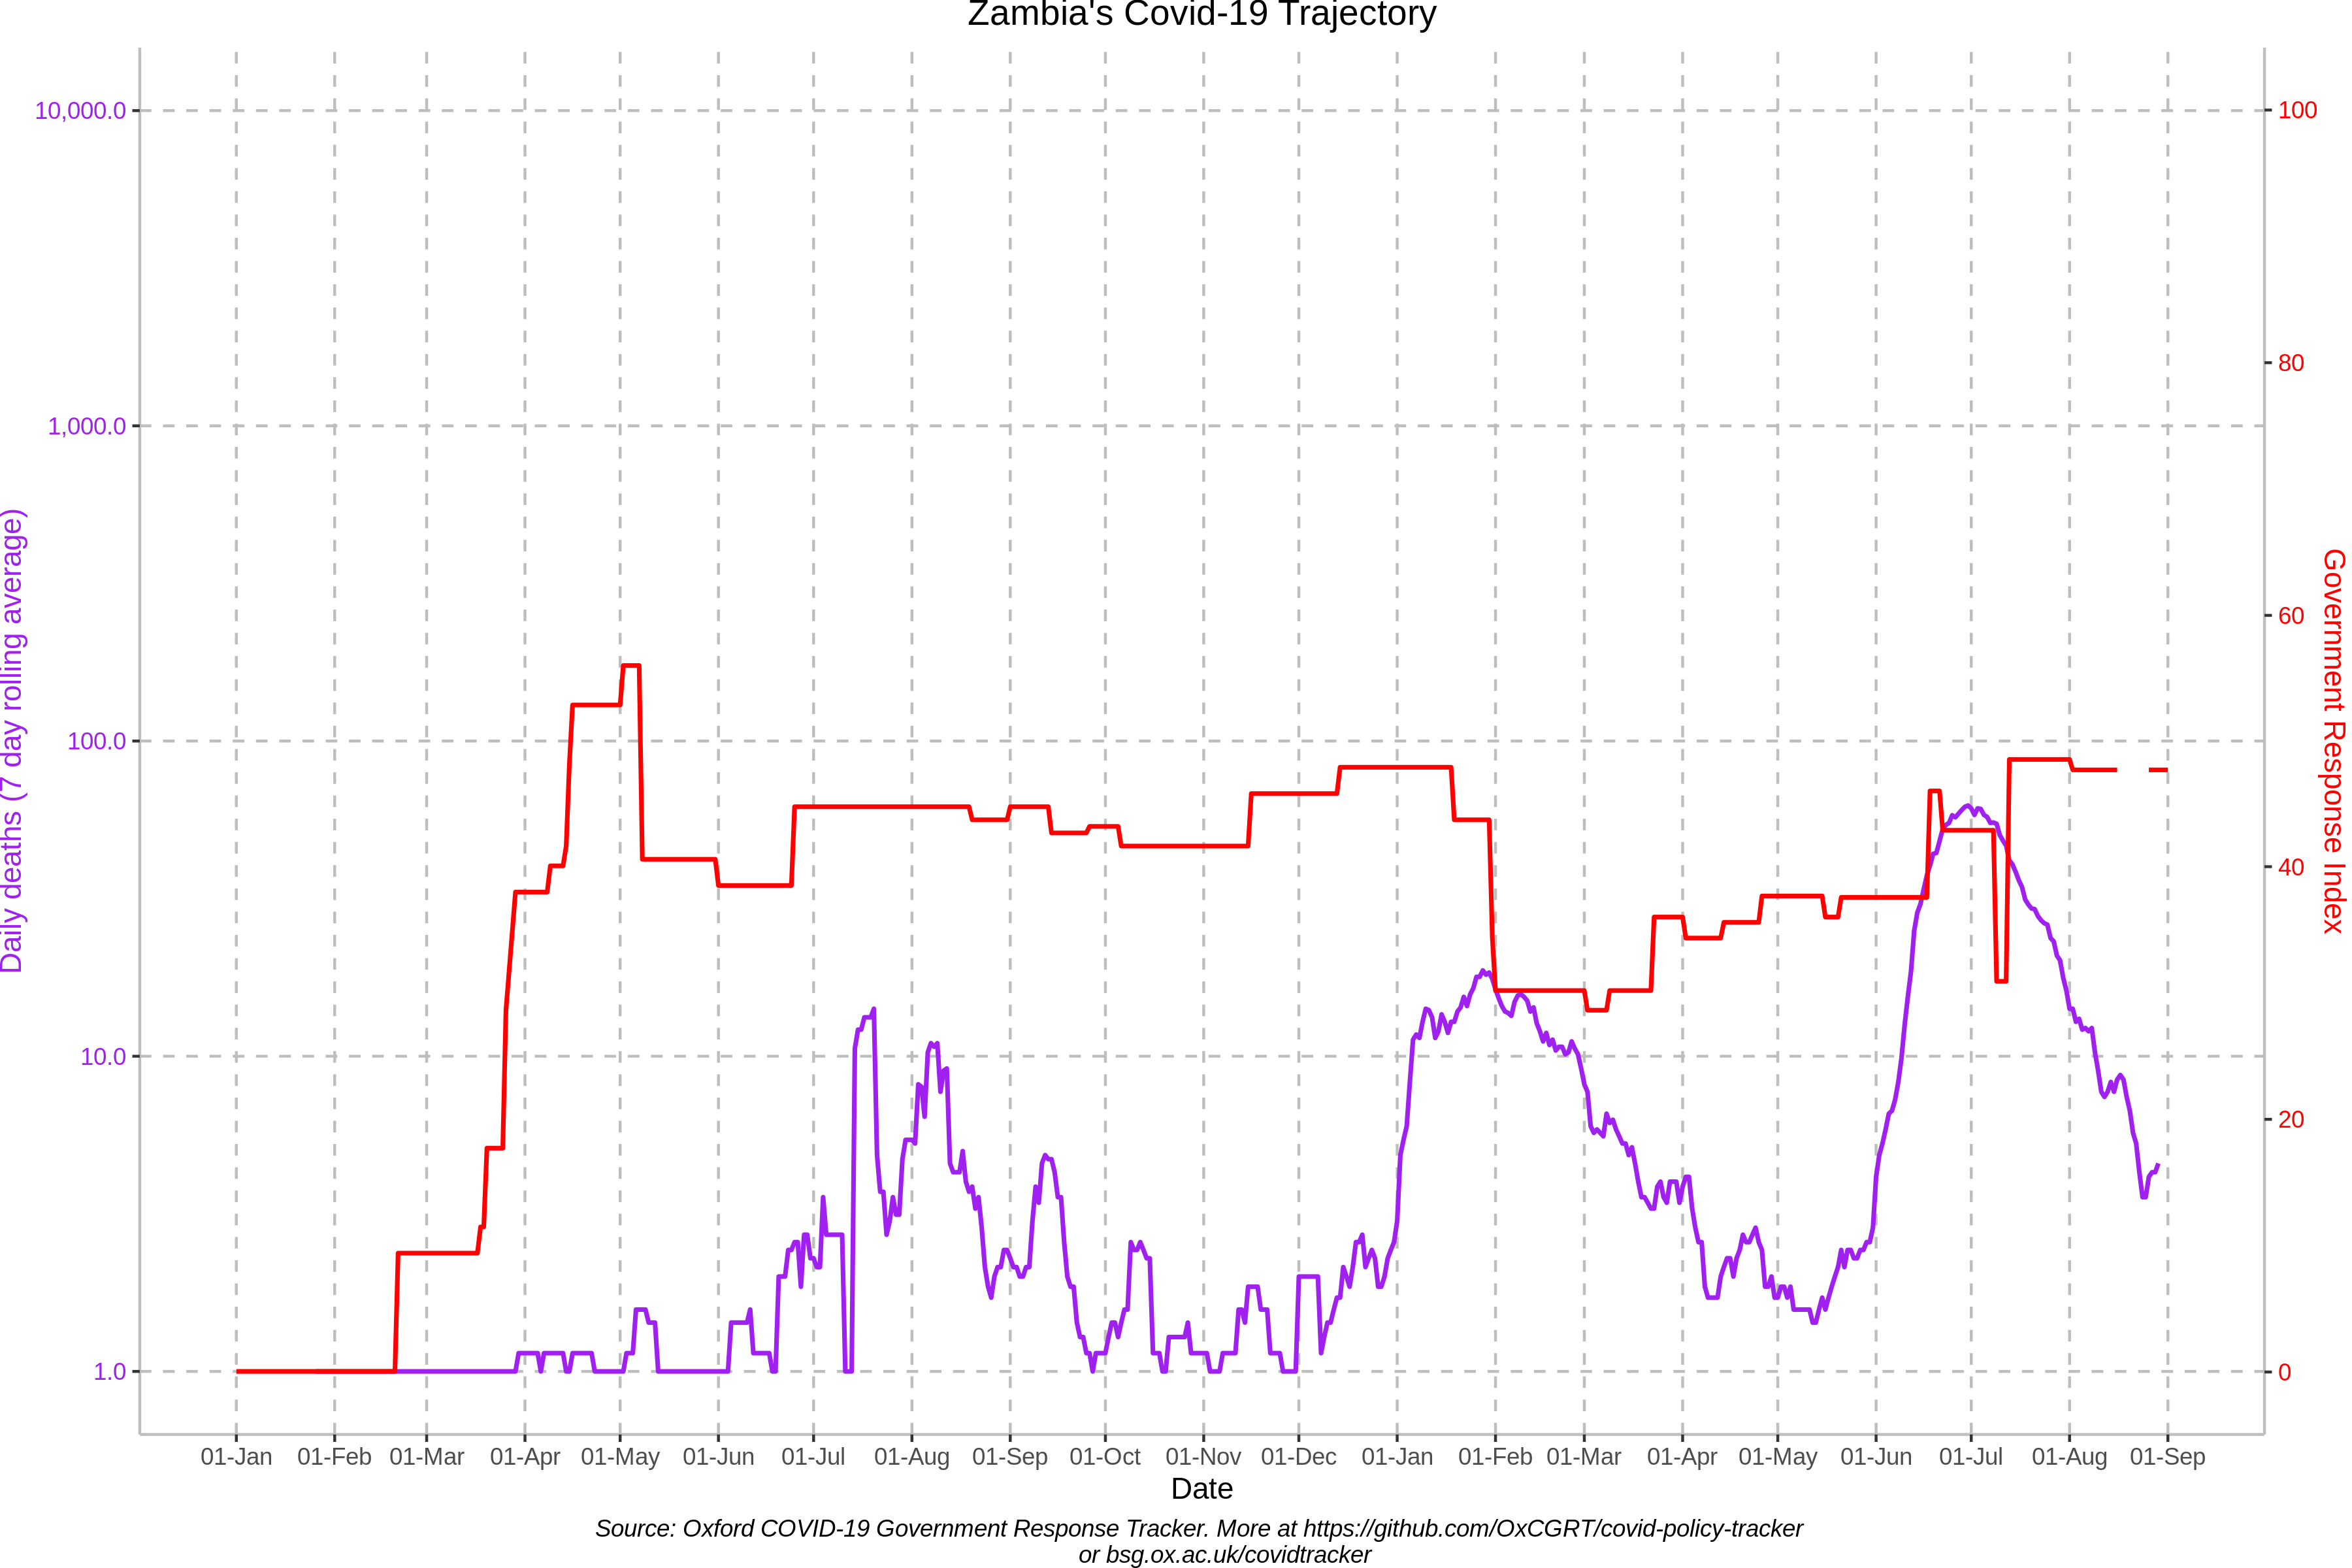 Zambia's Covid-19 Trajectory
10,000.0
1,000.0
100.0
10.0
1.0
Daily deaths (7 day rolling average)
100
80
60
40
20
0
Government Response Index
01-Jan 01-Feb 01-Mar 01-Apr 01-May 01-Jun 01-Jul 01-Aug 01-Sep 01-Oct 01-Nov 01-Dec 01-Jan 01-Feb 01-Mar 01-Apr 01-May 01-Jun 01-Jul 01-Aug 01-Sep
Date
Source: Oxford COVID-19 Government Response Tracker. More at https://github.com/OxCGRT/covid-policy-tracker
or bsg.ox.ac.uk/covidtracker